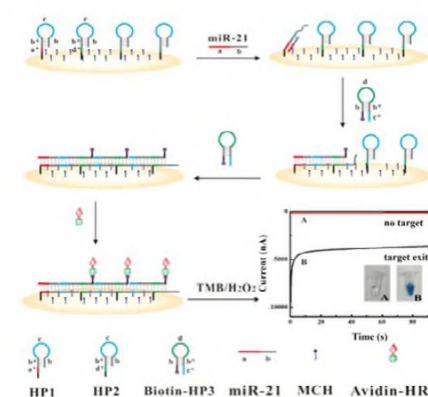 c c c c
b* b b* b
a* d*
miR-21
a b
d
b b*
c*
A
no target
B
target exit
A B
0
-5000
-10000
Current (nA)
0 20 40 60 80
Time (s)
TMB/H₂O₂
c c d
b* b b* b b b*
a* d* c*
a b
HP1 HP2 Biotin-HP3 miR-21 MCH Avidin-HR